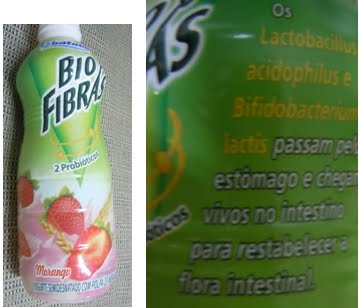 batavo
BIO
FIBRAS
2 Probióticos
Morango
Os
Lactobacillus
acidophilus e
Bifidobacterium
lactis passam pelo
estômago e chegam
vivos no intestino
para restabelecer a
flora intestinal.